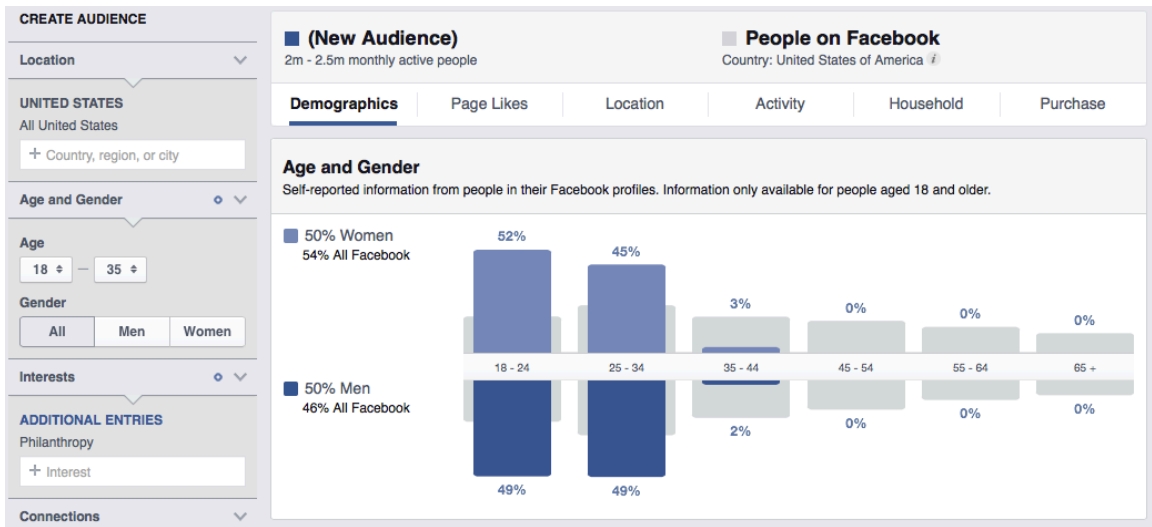 CREATE AUDIENCE
Location
UNITED STATES
All United States
+ Country, region, or city
Age and Gender
Age
18 — 35
Gender
All Men Women
Interests
ADDITIONAL ENTRIES
Philanthropy
+ Interest
Connections
(New Audience)
2m - 2.5m monthly active people
People on Facebook
Country: United States of America i
Demographics Page Likes Location Activity Household Purchase
Age and Gender
Self-reported information from people in their Facebook profiles. Information only available for people aged 18 and older.
50% Women
54% All Facebook
52% 45% 3% 0% 0% 0%
18 - 24 25 - 34 35 - 44 45 - 54 55 - 64 65 +
50% Men
46% All Facebook
49% 49% 2% 0% 0% 0%